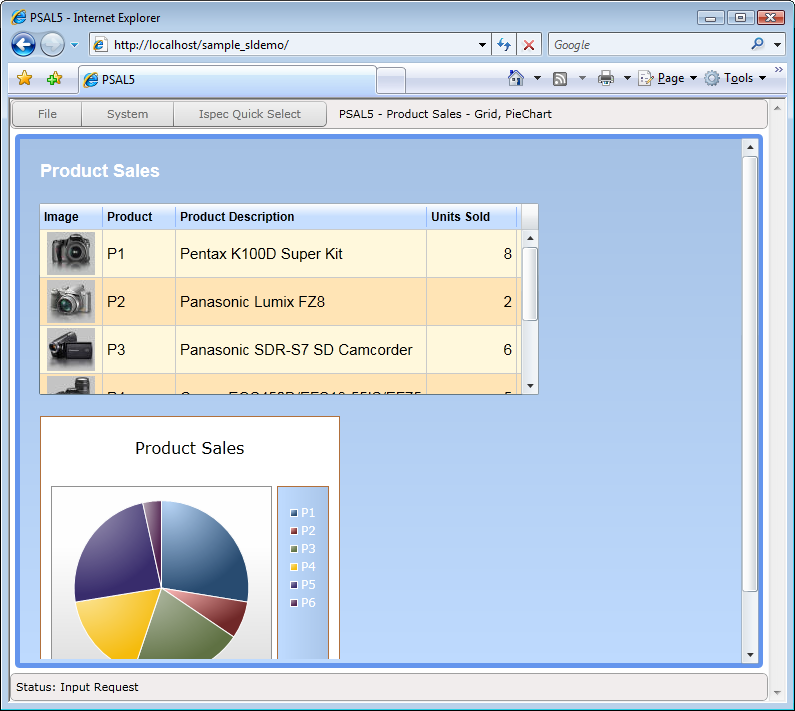 PSAL5 - Internet Explorer
http://localhost/sample_sldemo/
Google
PSAL5
Page
Tools
File System Ispec Quick Select PSAL5 - Product Sales - Grid, PieChart
Product Sales
Image Product Product Description Units Sold
P1 Pentax K100D Super Kit 8
P2 Panasonic Lumix FZ8 2
P3 Panasonic SDR-S7 SD Camcorder 6
Product Sales
P1
P2
P3
P4
P5
P6
Status: Input Request